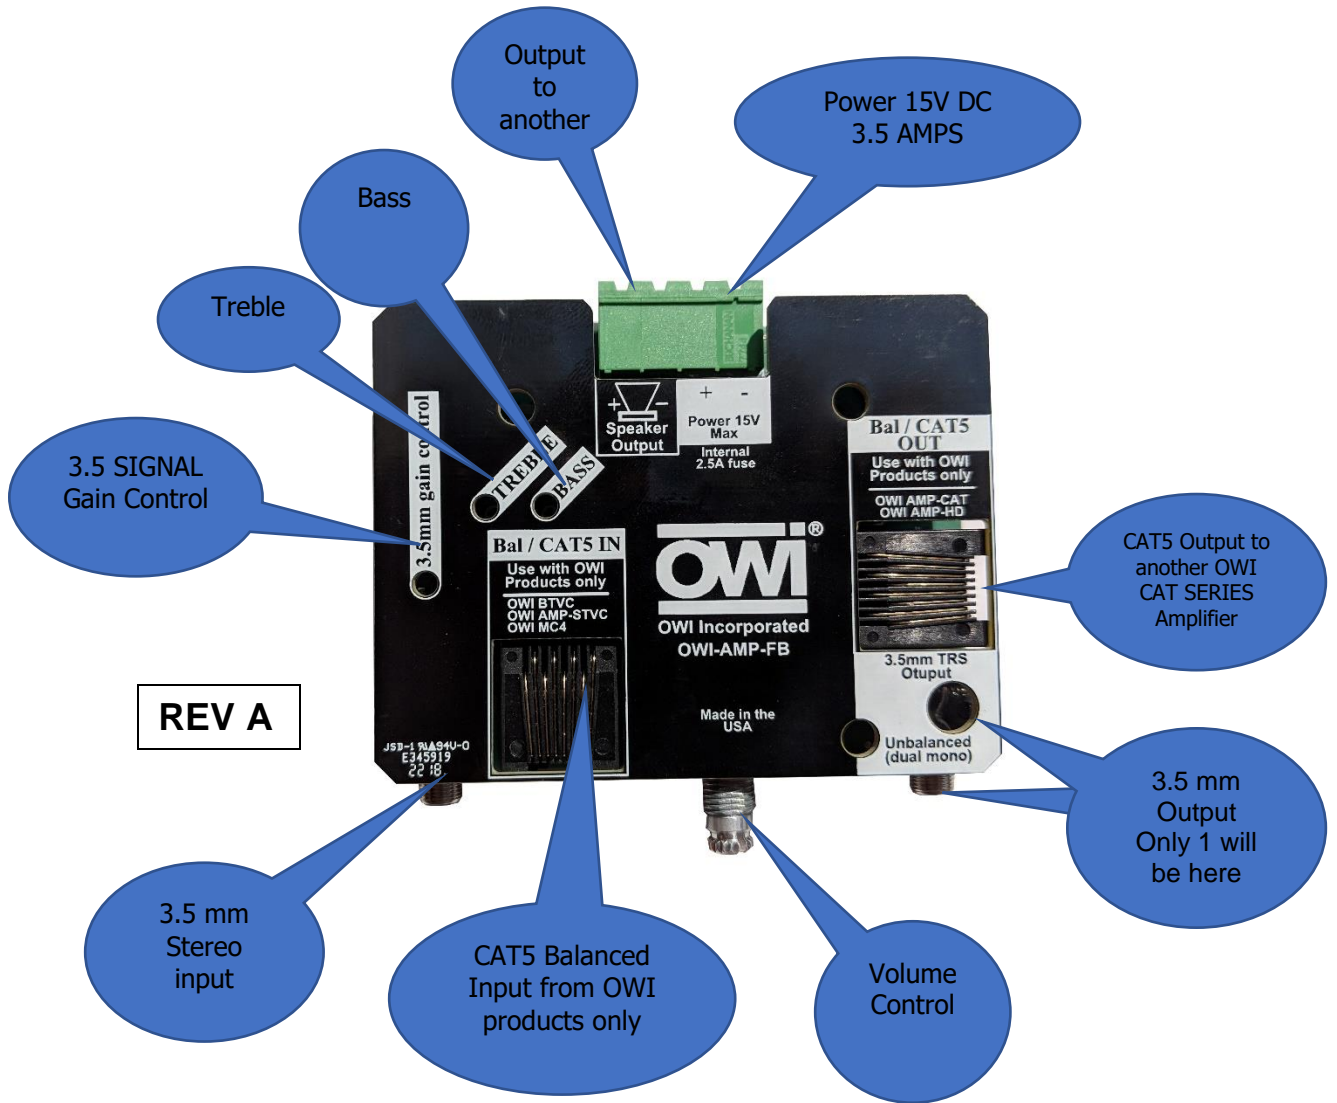 Output
to
another
Power 15V DC
3.5 AMPS
Bass
Treble
3.5 SIGNAL
Gain Control
3.5mm gain control
TREBLE
BASS
+ -
Speaker
Output
+ -
Power 15V
Max
Internal
2.5A fuse
Bal / CAT5
OUT
Use with OWI
Products only
OWI AMP-CAT
OWI AMP-HD
CAT5 Output to
another OWI
CAT SERIES
Amplifier
Bal / CAT5 IN
Use with OWI
Products only
OWI BTVC
OWI AMP-STVC
OWI MC4
OWI®
OWI Incorporated
OWI-AMP-FB
3.5mm TRS
Otuput
Made in the
USA
Unbalanced
(dual mono)
REV A
E345919
2218
3.5 mm
Output
Only 1 will
be here
3.5 mm
Stereo
input
CAT5 Balanced
Input from OWI
products only
Volume
Control